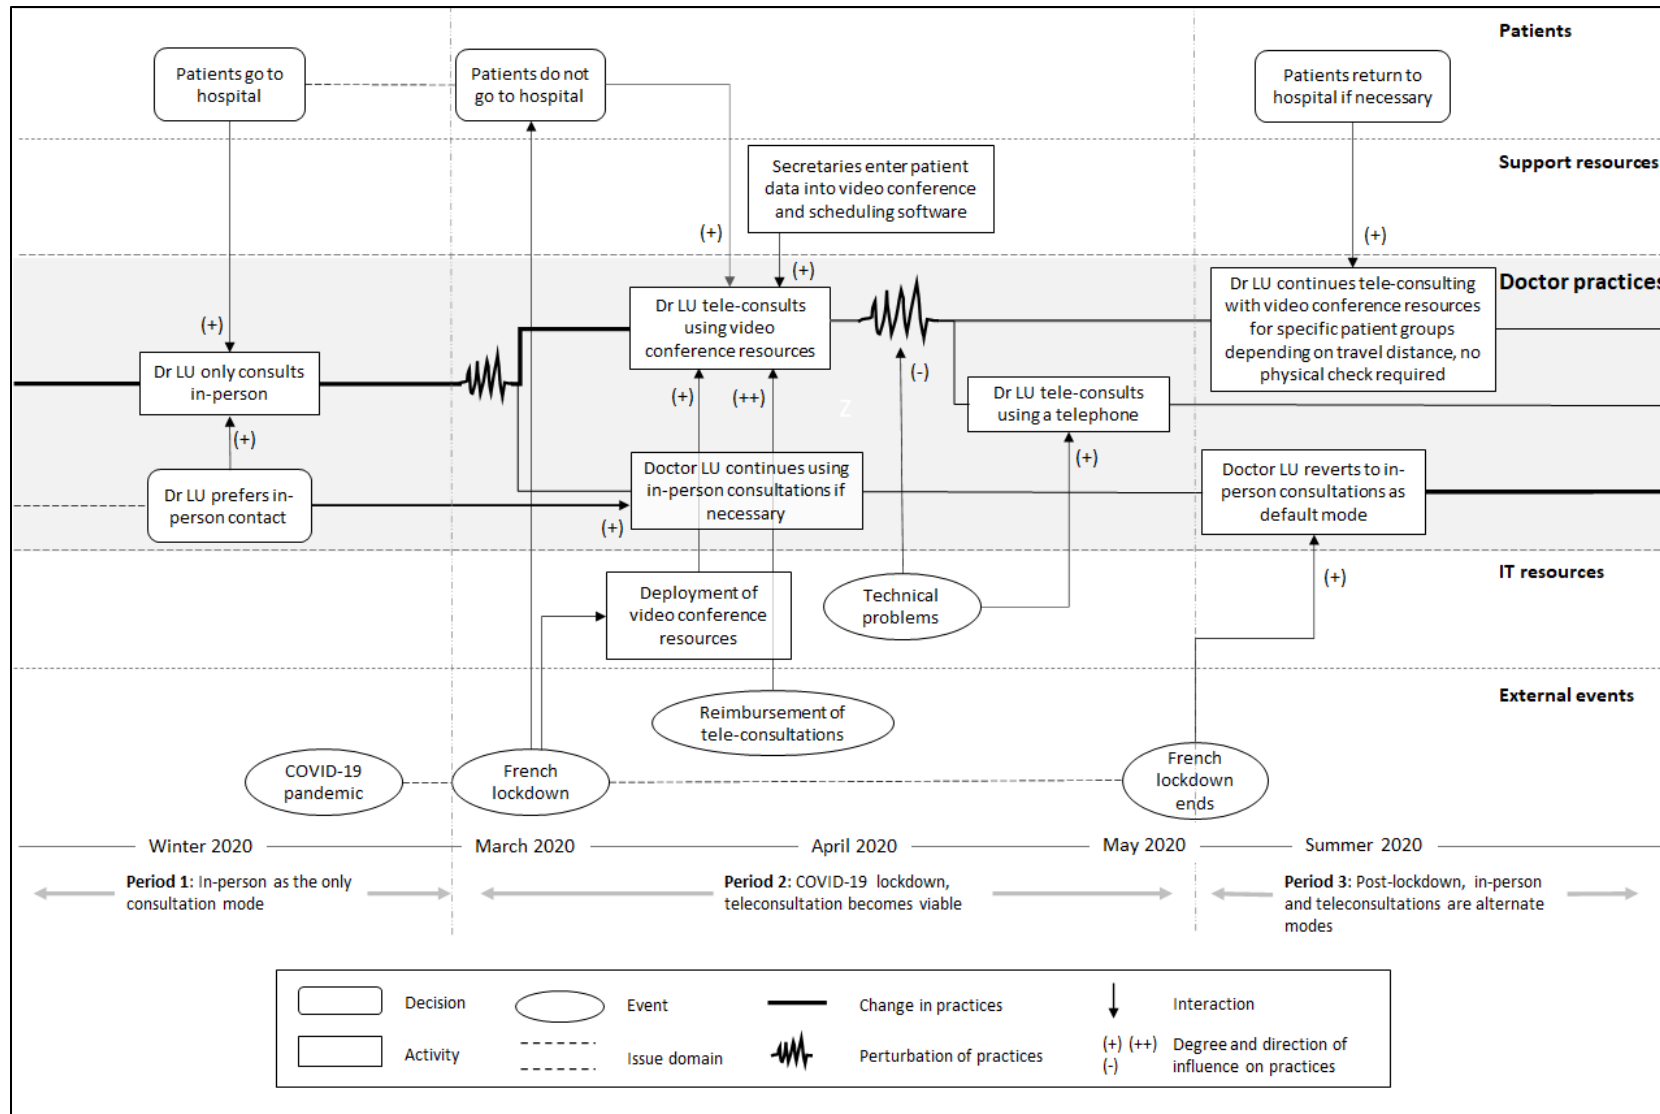 Patients
Patients go to
hospital
Patients do not
go to hospital
Patients return to
hospital if necessary
Support resources
Secretaries enter patient
data into video conference
and scheduling software
(+)
(+)
(+)
Doctor practices
Dr LU tele-consults
using video
conference resources
Dr LU continues tele-consulting
with video conference resources
for specific patient groups
depending on travel distance, no
physical check required
(+)
Dr LU only consults
in-person
(-)
(+)
(++)
Z
Dr LU tele-consults
using a telephone
(+)
(+)
Dr LU prefers in-
person contact
(+)
Doctor LU continues using
in-person consultations if
necessary
Doctor LU reverts to in-
person consultations as
default mode
IT resources
Deployment of
video conference
resources
Technical
problems
(+)
External events
Reimbursement of
tele-consultations
COVID-19
pandemic
French
lockdown
French
lockdown
ends
Winter 2020
March 2020
April 2020
May 2020
Summer 2020
Period 1: In-person as the only
consultation mode
Period 2: COVID-19 lockdown,
teleconsultation becomes viable
Period 3: Post-lockdown, in-person
and teleconsultations are alternate
modes
Decision
Event
Change in practices
Interaction
Activity
Issue domain
Perturbation of practices
(+) (++)
(-)
Degree and direction of
influence on practices